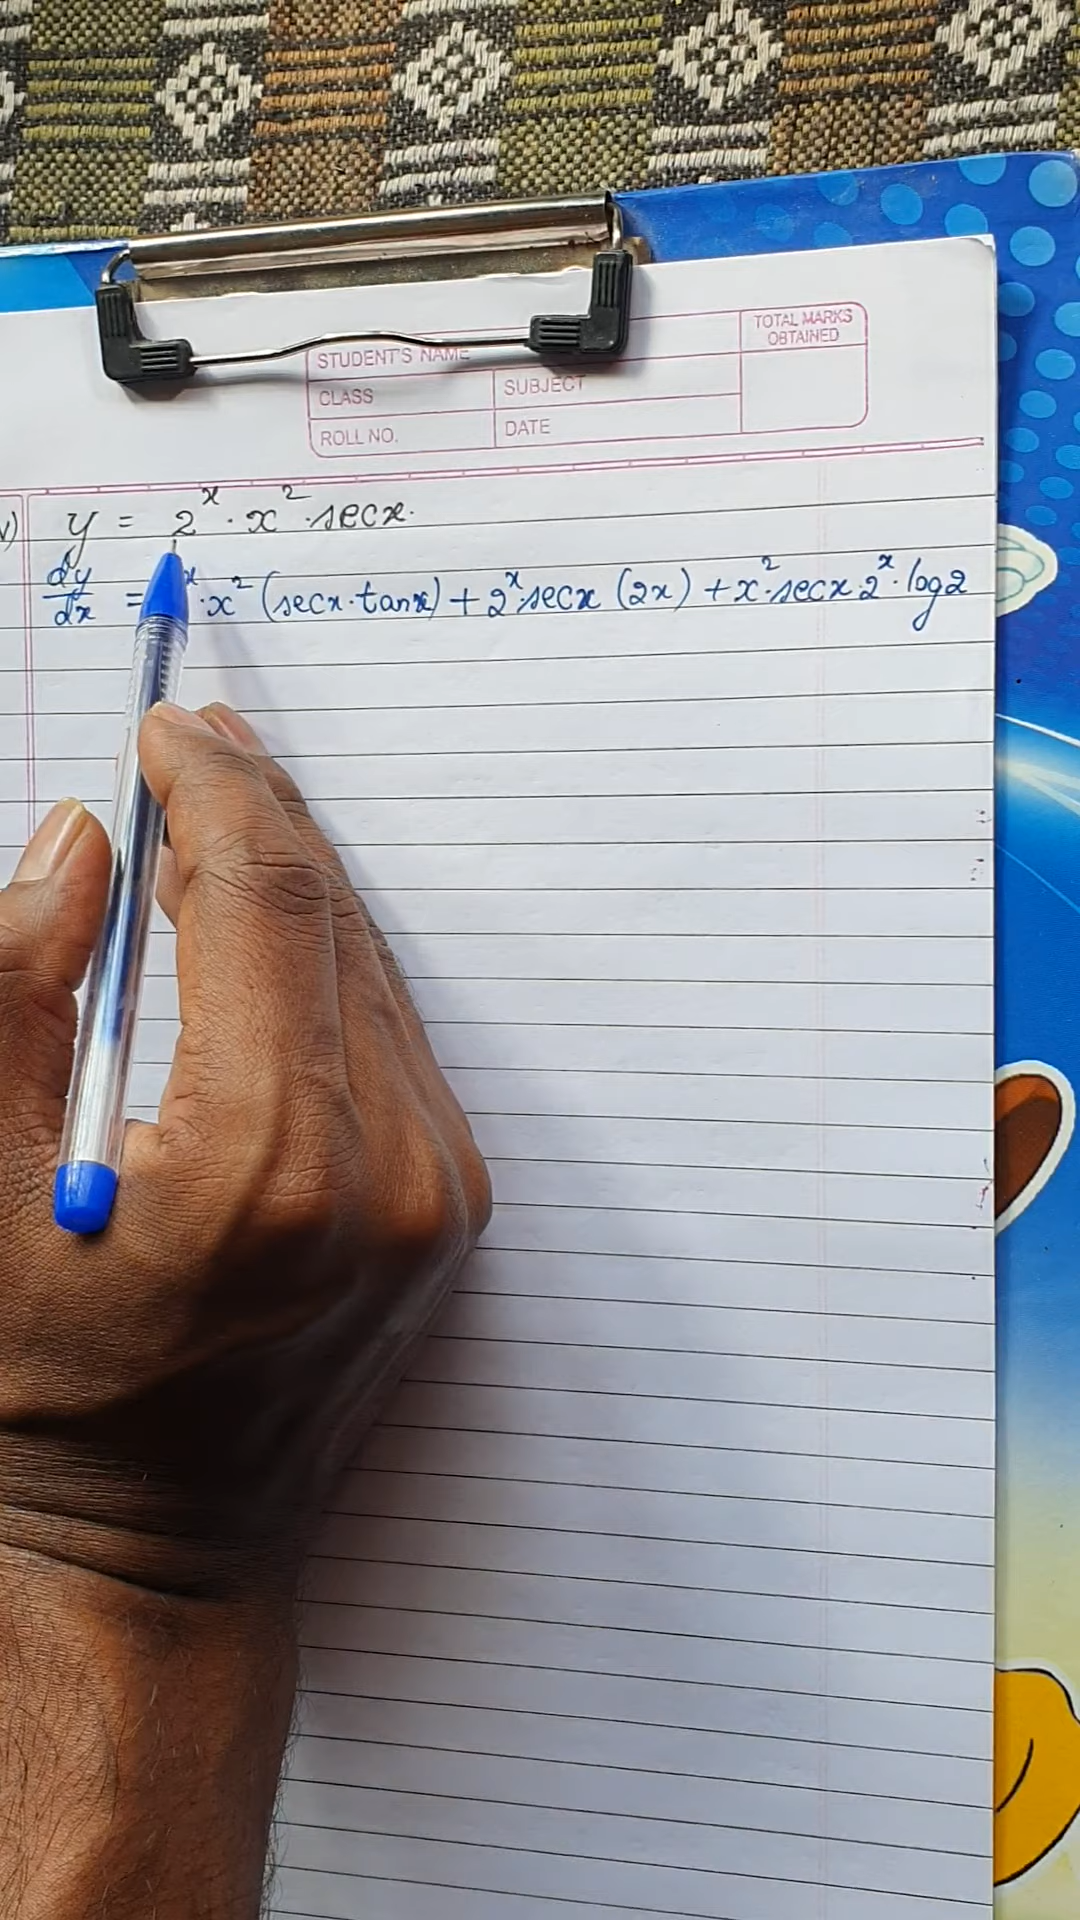 STUDENT'S NAME
TOTAL MARKS OBTAINED
CLASS SUBJECT
ROLL NO. DATE
v) y = 2^x · x^2 · secx.
dy/dx = ^x · x^2 (secx · tanx) + 2^x · secx (2x) + x^2 · secx · 2^x · log2